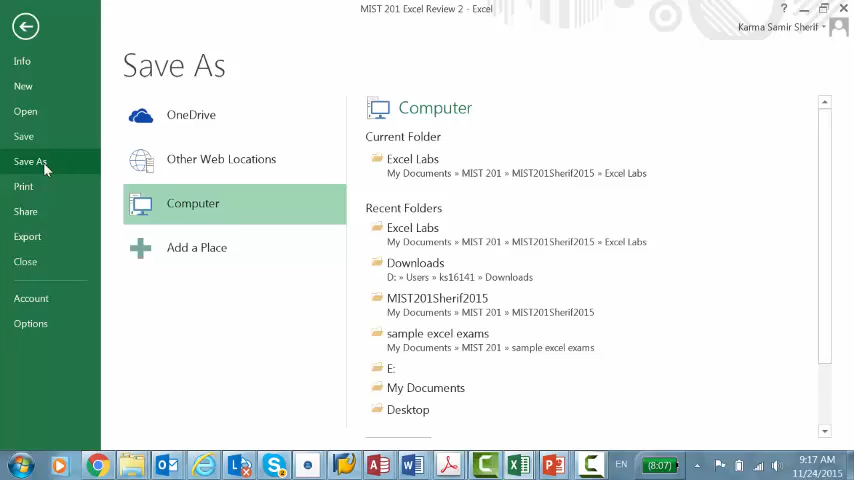 MIST 201 Excel Review 2 - Excel
?
Karma Samir Sherif
Info
New
Open
Save
Save As
Print
Share
Export
Close
Account
Options
Save As
OneDrive
Other Web Locations
Computer
Add a Place
Computer
Current Folder
Excel Labs
My Documents » MIST 201 » MIST201Sherif2015 » Excel Labs
Recent Folders
Excel Labs
My Documents » MIST 201 » MIST201Sherif2015 » Excel Labs
Downloads
D: » Users » ks16141 » Downloads
MIST201Sherif2015
My Documents » MIST 201 » MIST201Sherif2015
sample excel exams
My Documents » MIST 201 » sample excel exams
E:
My Documents
Desktop
EN
(8:07)
9:17 AM
11/24/2015